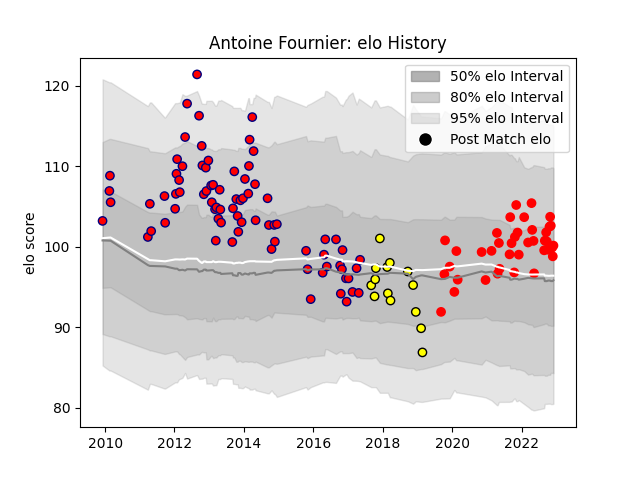 Antoine Fournier: elo History
50% elo Interval
80% elo Interval
95% elo Interval
Post Match elo
elo score
120
110
100
90
80
2010 2012 2014 2016 2018 2020 2022